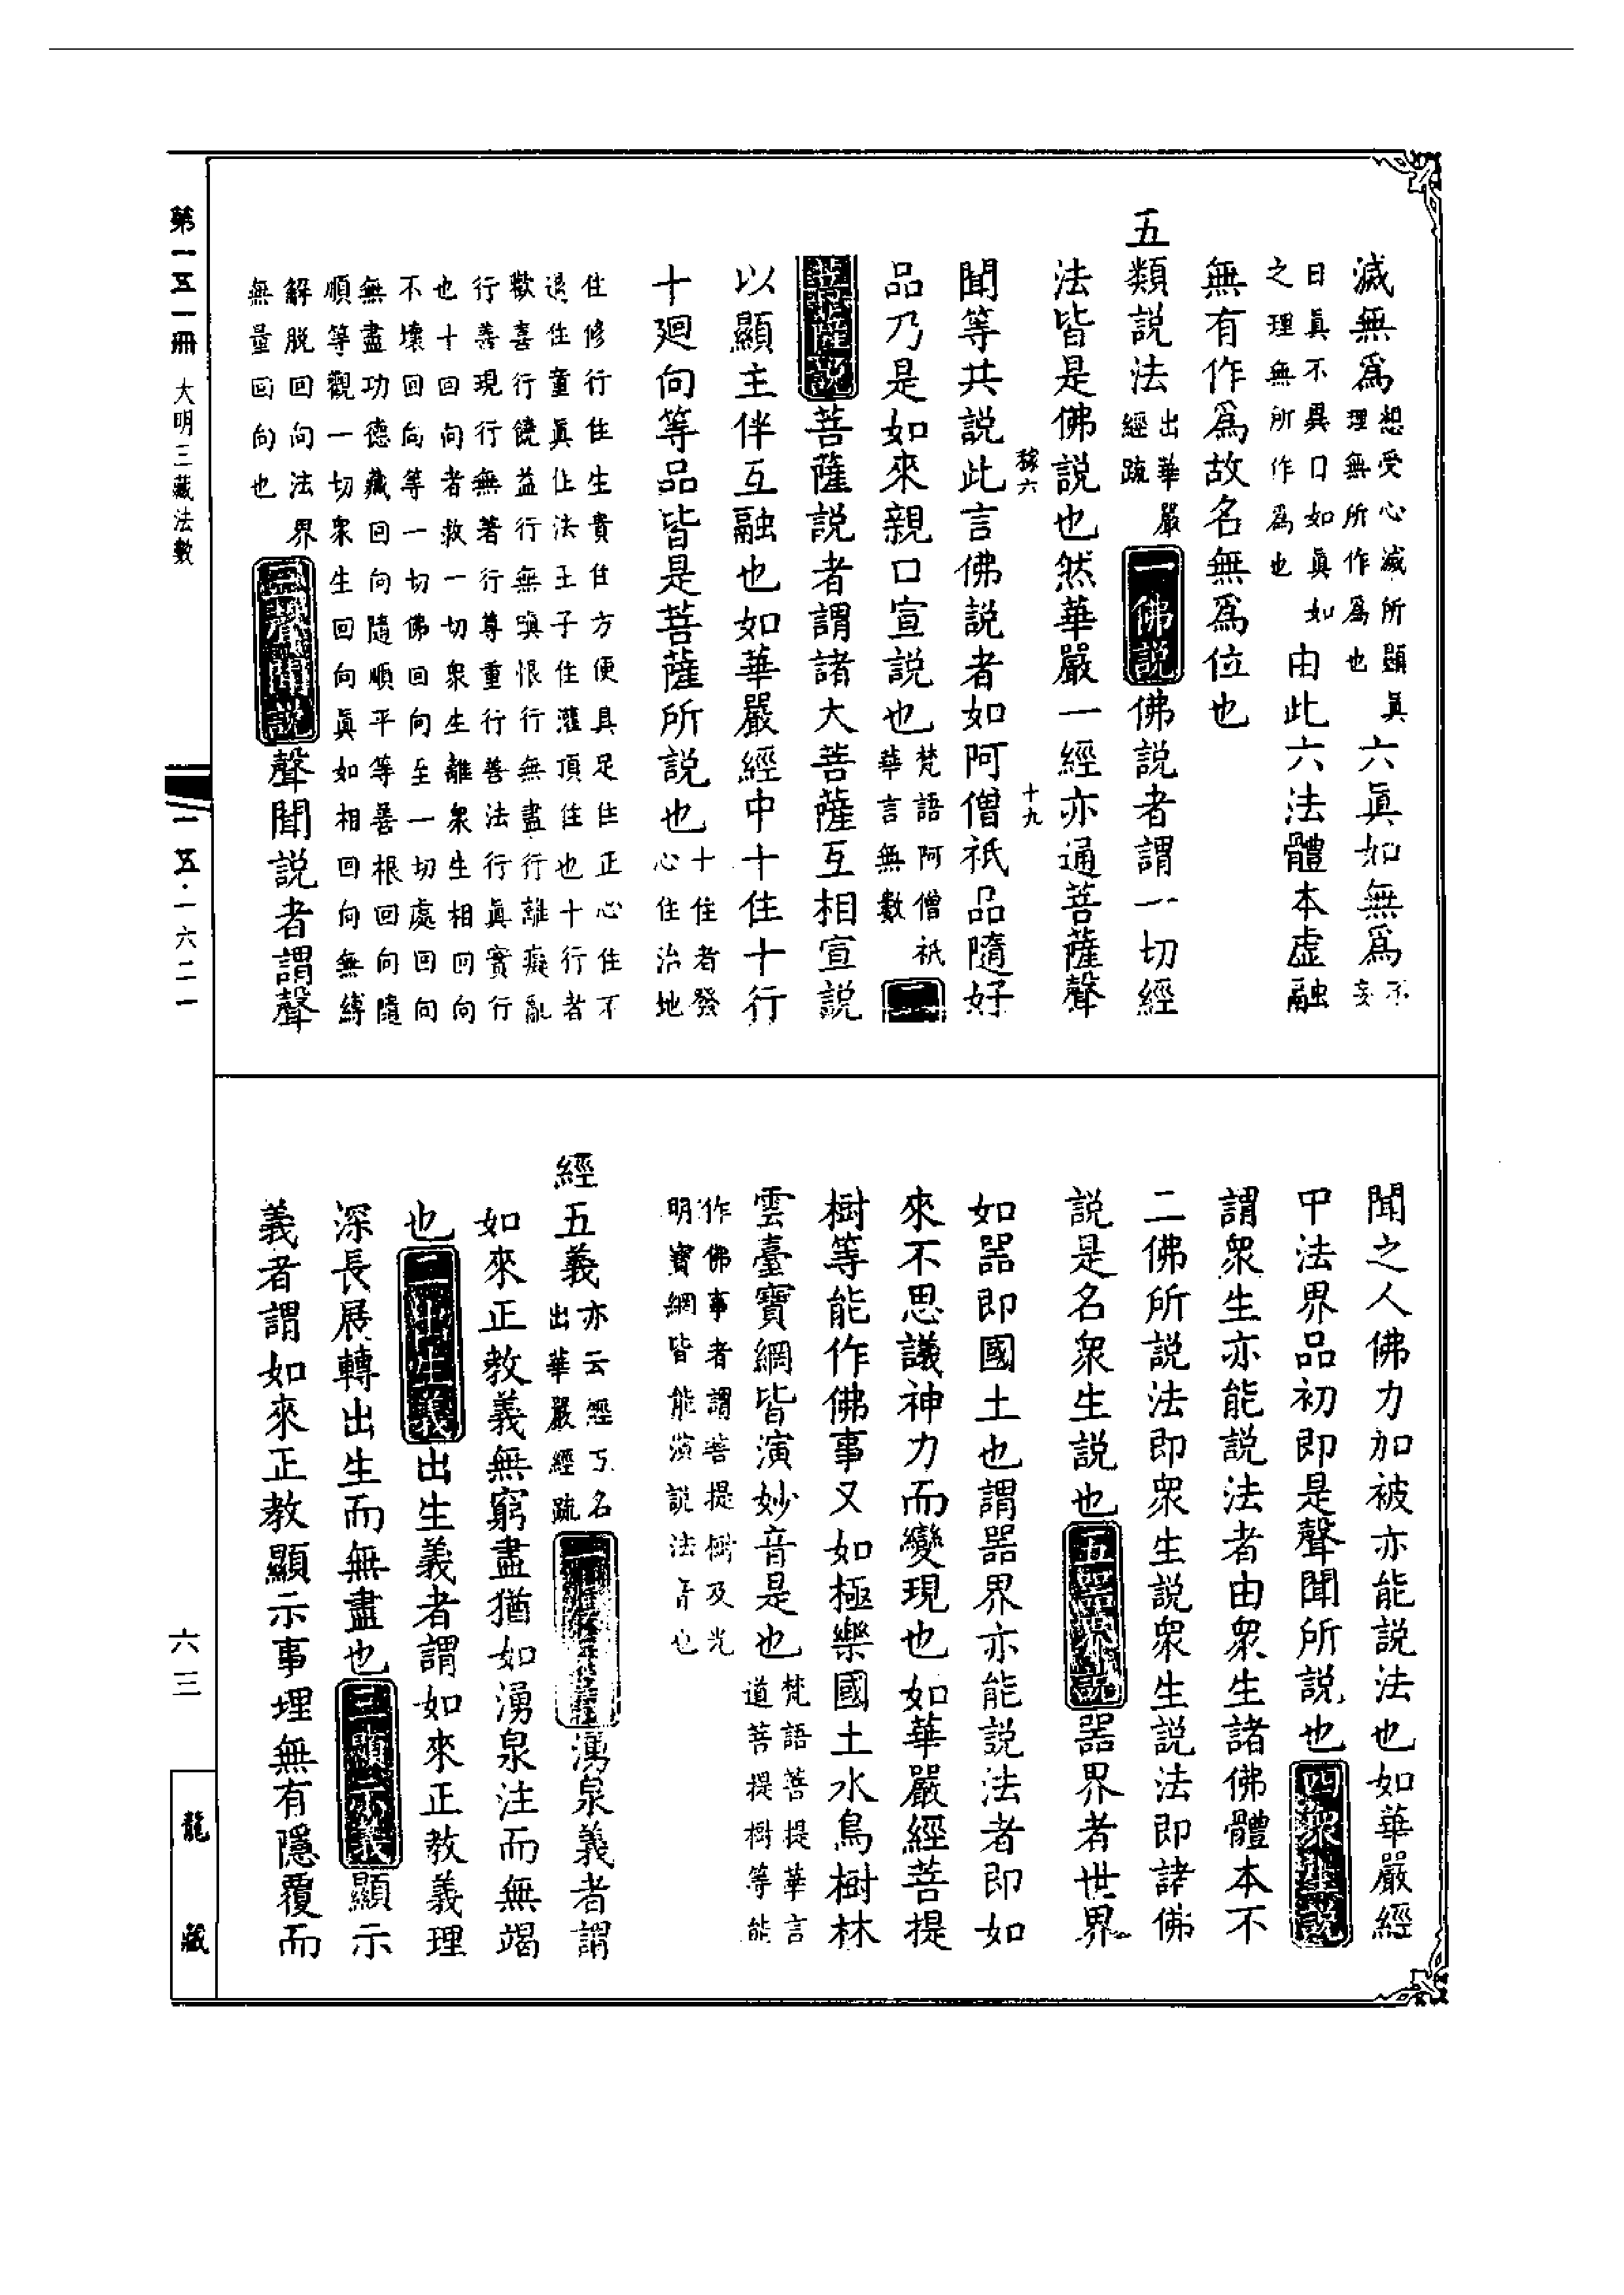 滅無爲想受心滅所顯眞理無所作爲也六眞如無爲不妄
曰眞不異曰如眞如之理無所作爲也由此六法體本虛融
無有作爲故名無爲位也
五類說法出華嚴經疏一佛說佛說者謂一切經
法皆是佛說也然華嚴一經亦通菩薩聲
稼六 十九
聞等共說此言佛說者如阿僧祇品隨好
品乃是如來親口宣說也梵語阿僧祇華言無數二
菩薩說菩薩說者謂諸大菩薩互相宣說
以顯主伴互融也如華嚴經中十住十行
十廻向等品皆是菩薩所說也十住者發心住治地
住修行住生貴住方便具足住正心住不
退住童眞住法王子住灌頂住也十行者
歡喜行饒益行無瞋恨行無盡行離癡亂
行善現行無著行尊重行善法行眞實行
也十回向者救一切衆生離衆生相回向
不壞回向等一切佛回向至一切處回向
無盡功德藏回向隨順平等善根回向隨
順等觀一切衆生回向眞如相回向無縛
解脫回向法界無量回向也三聲聞說聲聞說者謂聲
聞之人佛力加被亦能說法也如華嚴經
中法界品初即是聲聞所說也四衆生說
謂衆生亦能說法者由衆生諸佛體本不
二佛所說法即衆生說衆生說法即諸佛
說是名衆生說也五器界說器界者世界
如器即國土也謂器界亦能說法者即如
來不思議神力而變現也如華嚴經菩提
樹等能作佛事又如極樂國土水鳥樹林
雲臺寶網皆演妙音是也梵語菩提華言道菩提樹等能
作佛事者謂菩提樹及光
明寶網皆能演說法音也
經五義亦云經五名出華嚴經疏一湧泉義湧泉義者謂
如來正教義無窮盡猶如湧泉注而無竭
也二出生義出生義者謂如來正教義理
深長展轉出生而無盡也三顯示義顯示
義者謂如來正教顯示事理無有隱覆而
第一五一冊 大明三藏法數
一五·一六二一
六三
龍藏